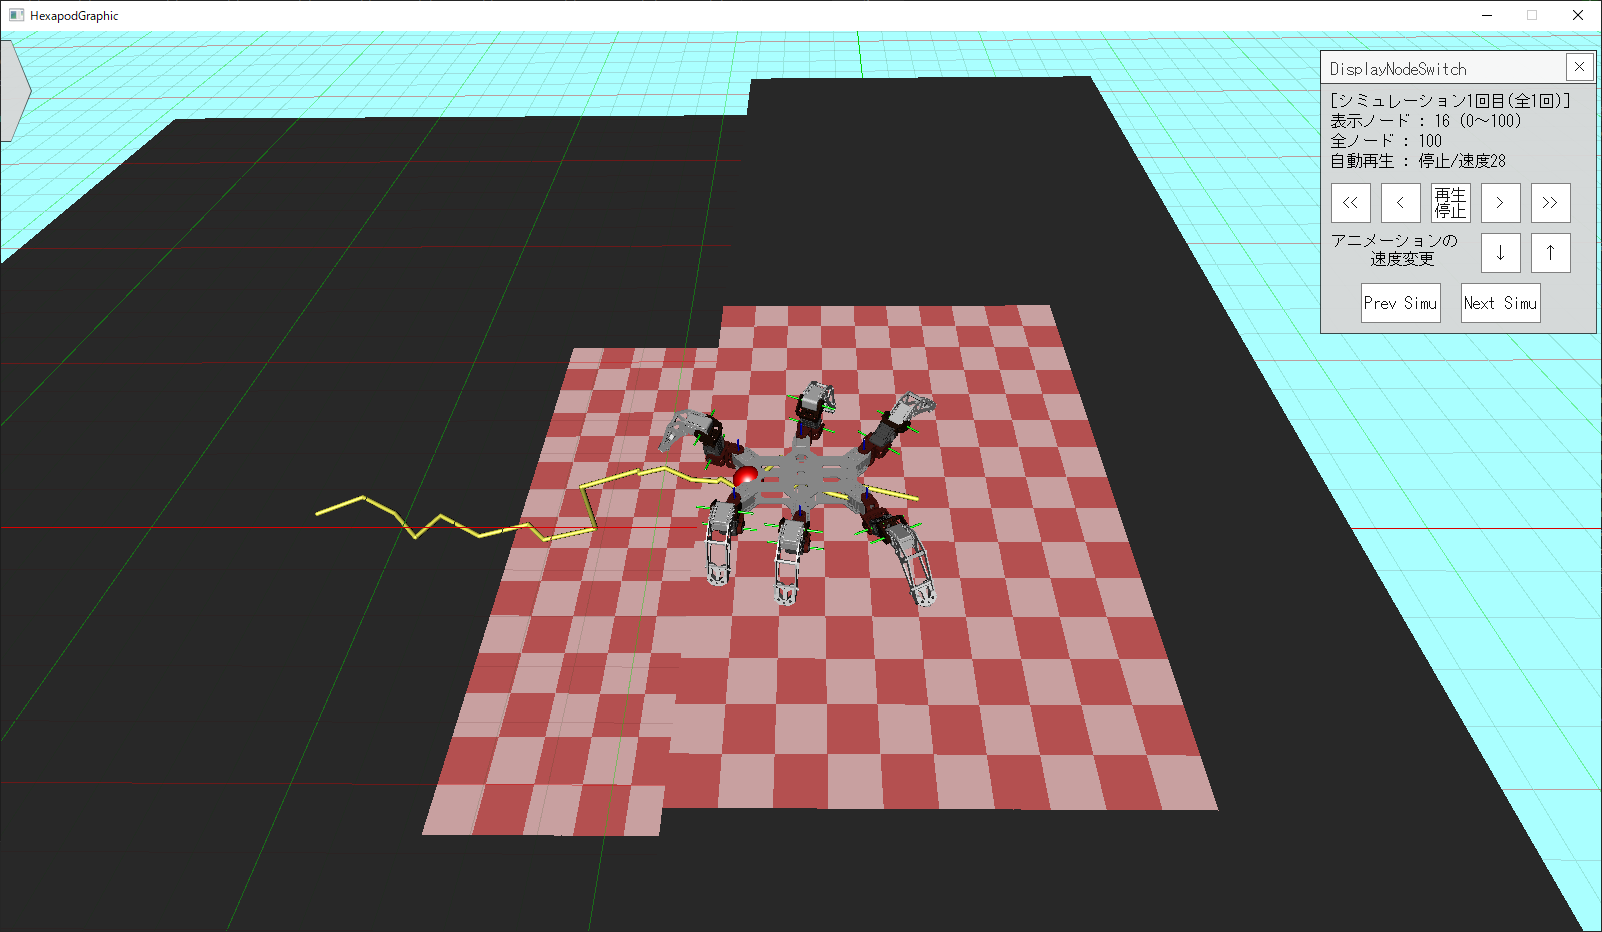 HexapodGraphic
DisplayNodeSwitch
[シミュレーション1回目(全1回)]
表示ノード : 16 (0～100)
全ノード : 100
自動再生 : 停止/速度28
<< < 再生 > >>
停止
アニメーションの
速度変更
↓ ↑
Prev Simu Next Simu